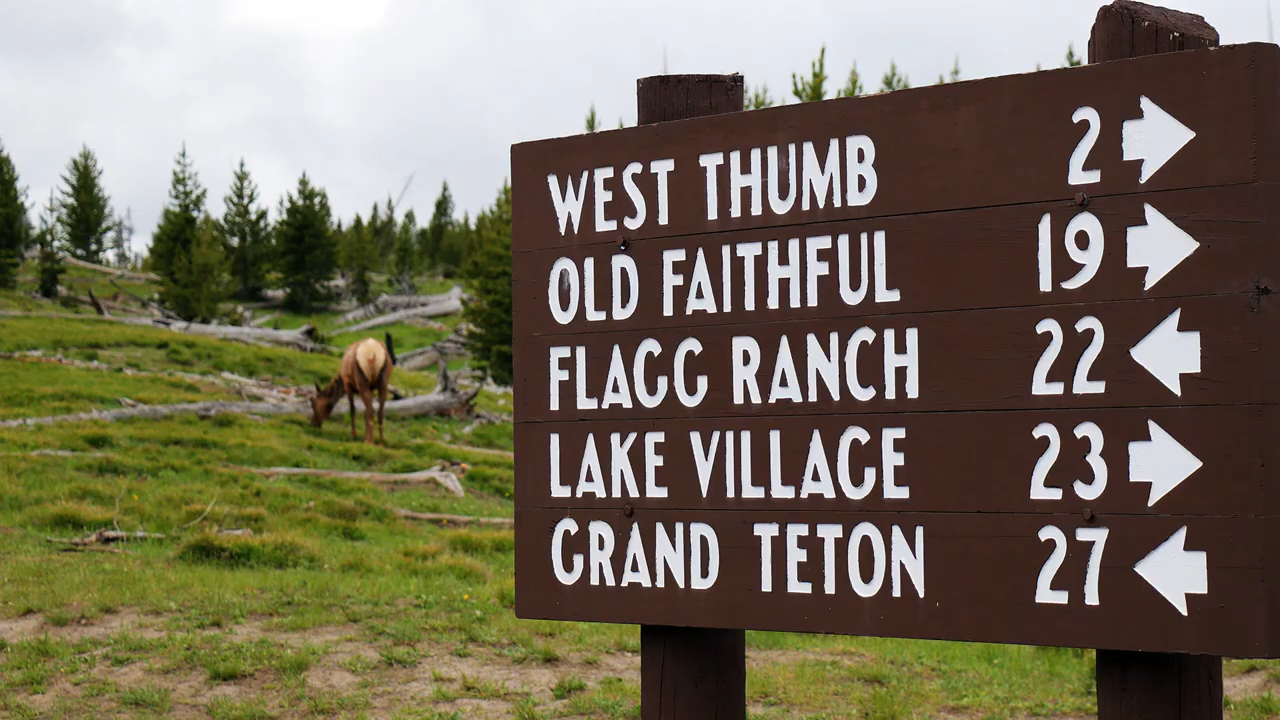 WEST THUMB 2
OLD FAITHFUL 19
FLAGG RANCH 22
LAKE VILLAGE 23
GRAND TETON 27